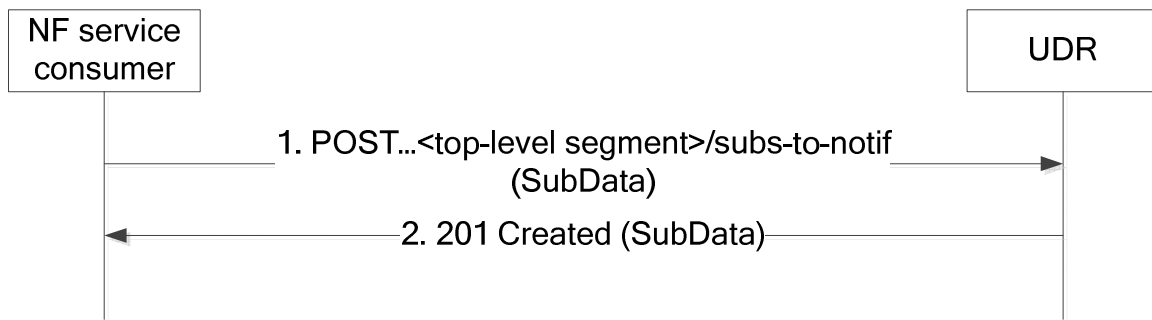 NF service
consumer
UDR
1. POST...<top-level segment>/subs-to-notif
(SubData)
2. 201 Created (SubData)